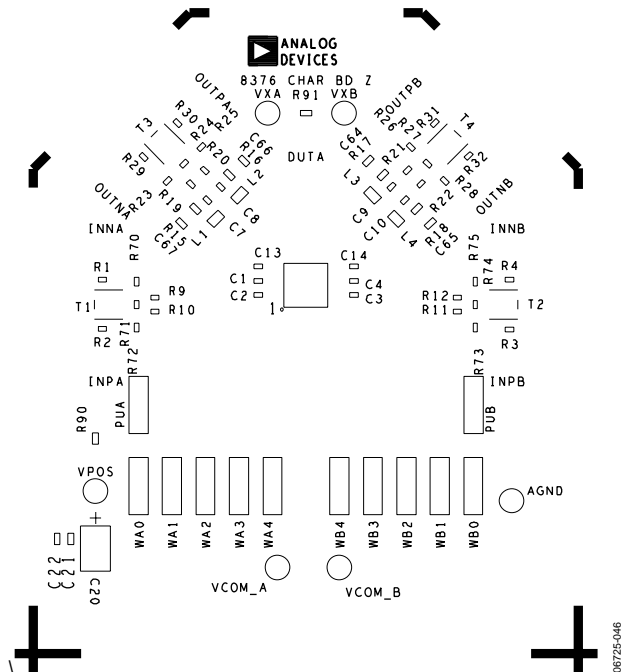 ANALOG
DEVICES
8376 CHAR BD Z
VXA R91 VXB
OUTPA
R30
R25
R24
T3
R20
C66
R16
L2
R29
OUTNA
R23
R19
R15
C67
L1
C7
C8
DUTA
OUTPB
R26
R27
R31
T4
C64
R17
R21
L3
R32
R28
OUTNB
R22
C9
C10
L4
R18
C65
INNA
R70
INNB
R75
R74
C13
C1
C2
C14
C4
C3
1
R1
T1
R2
R9
R10
R71
R72
R12
R11
R4
T2
R3
R73
INPA
PUA
INPB
PUB
R90
VPOS
AGND
+
C22
C21
C20
WA0
WA1
WA2
WA3
WA4
WB4
WB3
WB2
WB1
WB0
VCOM_A
VCOM_B
06725-046